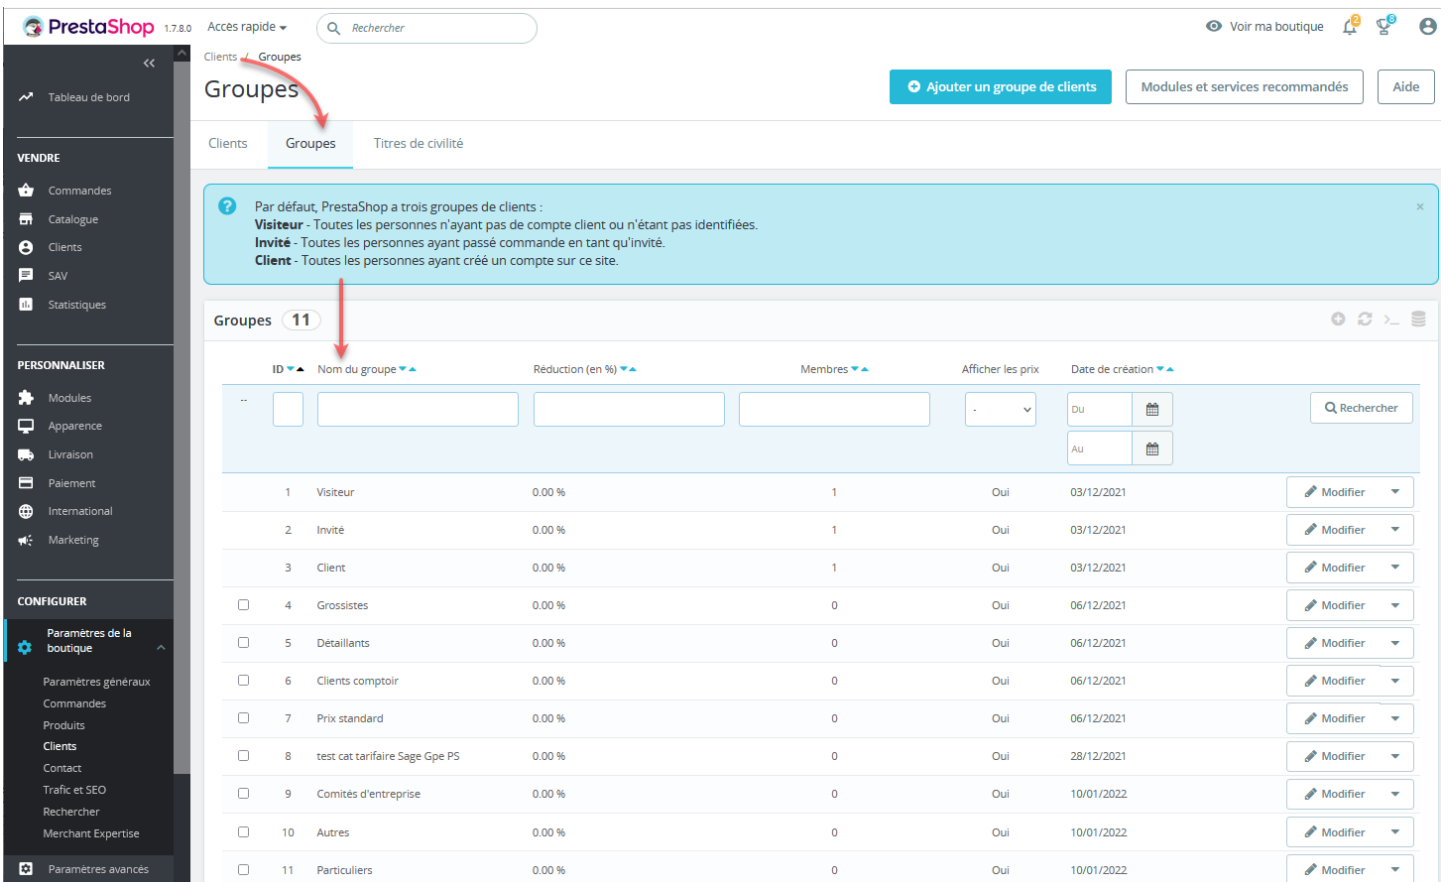 PrestaShop 1.7.8.0 Accès rapide Rechercher Voir ma boutique 2 8
Clients / Groupes
Groupes
Ajouter un groupe de clients Modules et services recommandés Aide
Clients Groupes Titres de civilité
Tableau de bord
VENDRE
Commandes
Catalogue
Clients
SAV
Statistiques
PERSONNALISER
Modules
Apparence
Livraison
Paiement
International
Marketing
CONFIGURER
Paramètres de la
boutique
Paramètres généraux
Commandes
Produits
Clients
Contact
Trafic et SEO
Rechercher
Merchant Expertise
Paramètres avancés
Par défaut, PrestaShop a trois groupes de clients :
Visiteur - Toutes les personnes n'ayant pas de compte client ou n'étant pas identifiées.
Invité - Toutes les personnes ayant passé commande en tant qu'invité.
Client - Toutes les personnes ayant créé un compte sur ce site.
Groupes 11
ID Nom du groupe Réduction (en %) Membres Afficher les prix Date de création
-- - Du Rechercher
Au
1 Visiteur 0.00 % 1 Oui 03/12/2021 Modifier
2 Invité 0.00 % 1 Oui 03/12/2021 Modifier
3 Client 0.00 % 1 Oui 03/12/2021 Modifier
4 Grossistes 0.00 % 0 Oui 06/12/2021 Modifier
5 Détaillants 0.00 % 0 Oui 06/12/2021 Modifier
6 Clients comptoir 0.00 % 0 Oui 06/12/2021 Modifier
7 Prix standard 0.00 % 0 Oui 06/12/2021 Modifier
8 test cat tarifaire Sage Gpe PS 0.00 % 0 Oui 28/12/2021 Modifier
9 Comités d'entreprise 0.00 % 0 Oui 10/01/2022 Modifier
10 Autres 0.00 % 0 Oui 10/01/2022 Modifier
11 Particuliers 0.00 % 0 Oui 10/01/2022 Modifier